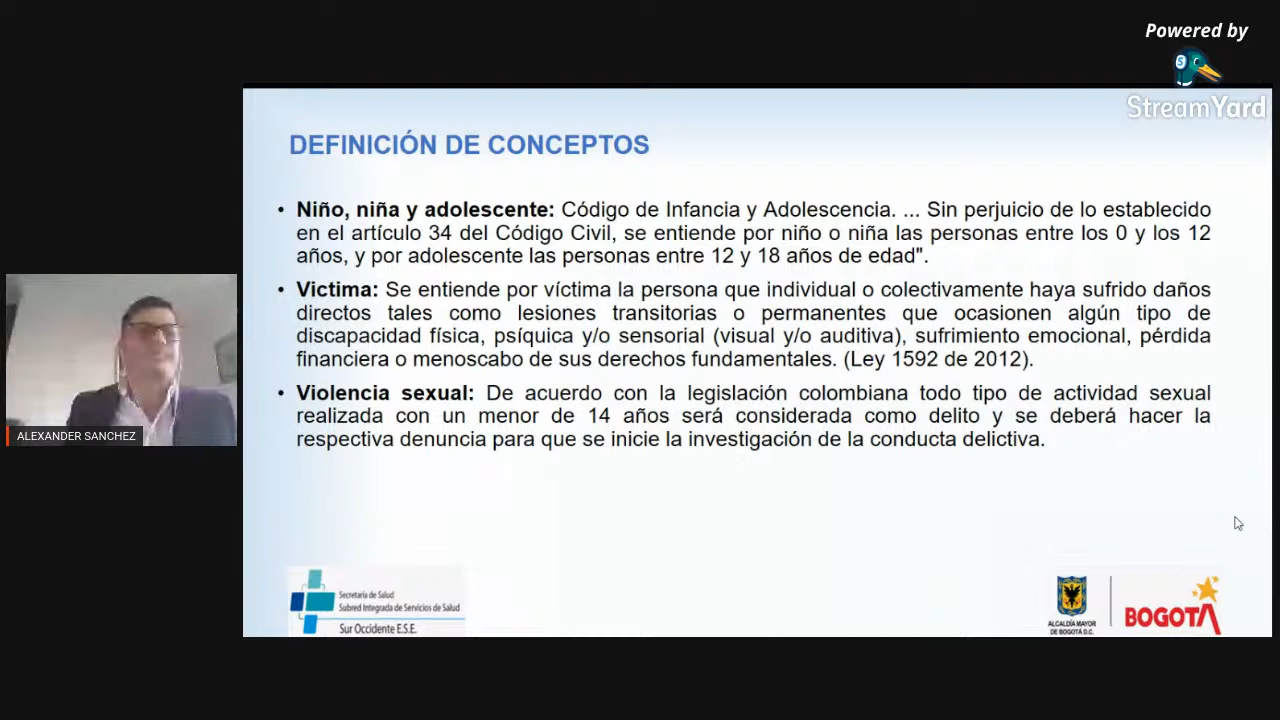 Powered by
StreamYard
DEFINICIÓN DE CONCEPTOS
• Niño, niña y adolescente: Código de Infancia y Adolescencia. ... Sin perjuicio de lo establecido
en el artículo 34 del Código Civil, se entiende por niño o niña las personas entre los 0 y los 12
años, y por adolescente las personas entre 12 y 18 años de edad".
• Victima: Se entiende por víctima la persona que individual o colectivamente haya sufrido daños
directos tales como lesiones transitorias o permanentes que ocasionen algún tipo de
discapacidad física, psíquica y/o sensorial (visual y/o auditiva), sufrimiento emocional, pérdida
financiera o menoscabo de sus derechos fundamentales. (Ley 1592 de 2012).
• Violencia sexual: De acuerdo con la legislación colombiana todo tipo de actividad sexual
realizada con un menor de 14 años será considerada como delito y se deberá hacer la
respectiva denuncia para que se inicie la investigación de la conducta delictiva.
ALEXANDER SANCHEZ
Secretaría de Salud
Subred Integrada de Servicios de Salud
Sur Occidente E.S.E.
ALCALDÍA MAYOR
DE BOGOTÁ D.C.
BOGOTÁ